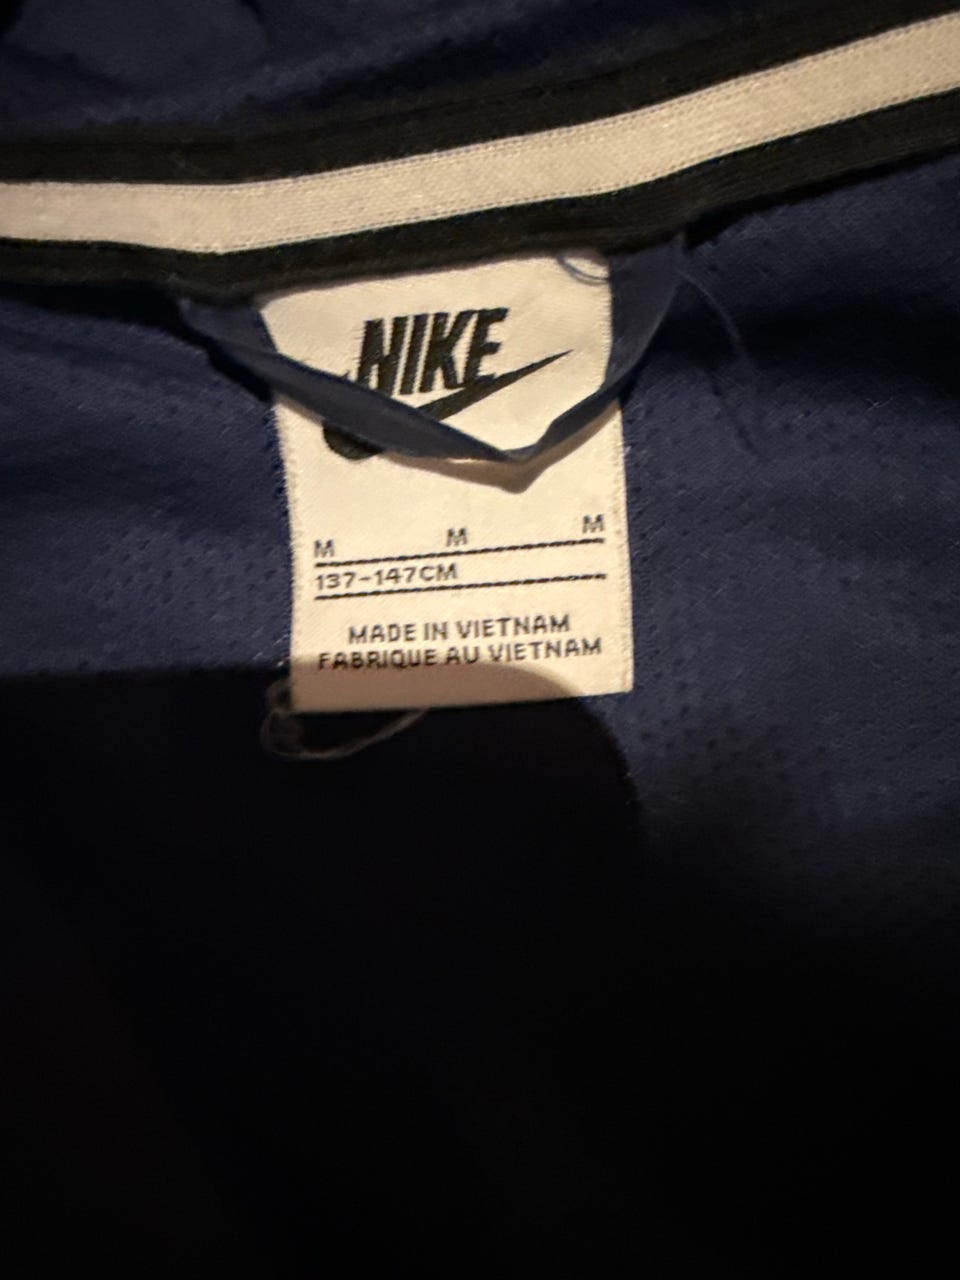 NIKE
M M M
137-147CM
MADE IN VIETNAM
FABRIQUE AU VIETNAM